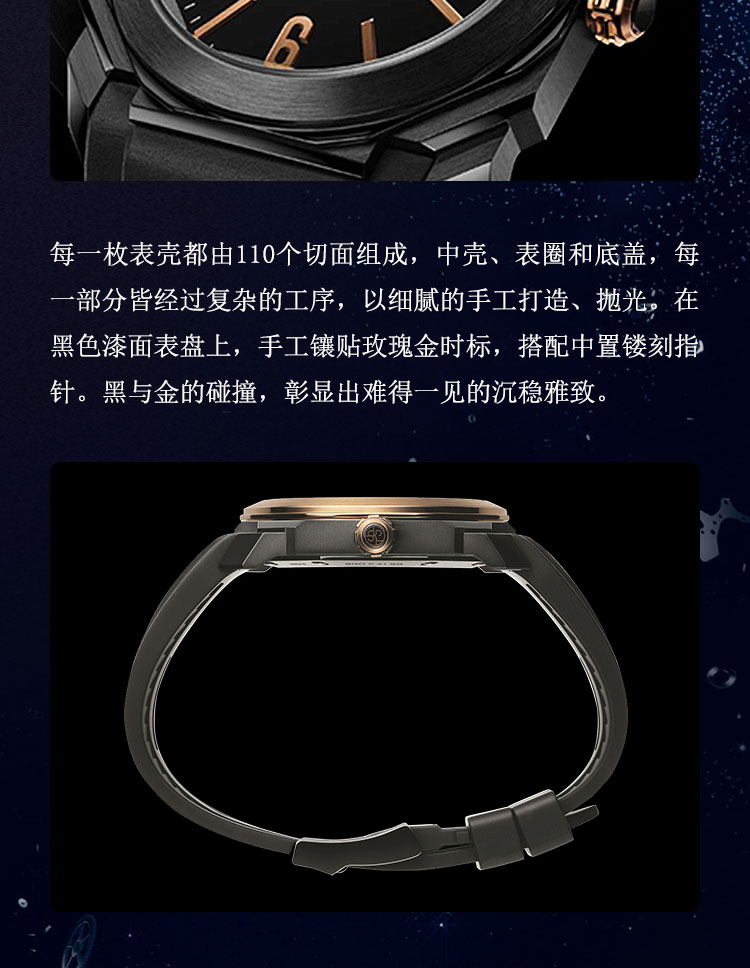 6
每一枚表壳都由110个切面组成，中壳、表圈和底盖，每
一部分皆经过复杂的工序，以细腻的手工打造、抛光。在
黑色漆面表盘上，手工镶贴玫瑰金时标，搭配中置镂刻指
针。黑与金的碰撞，彰显出难得一见的沉稳雅致。